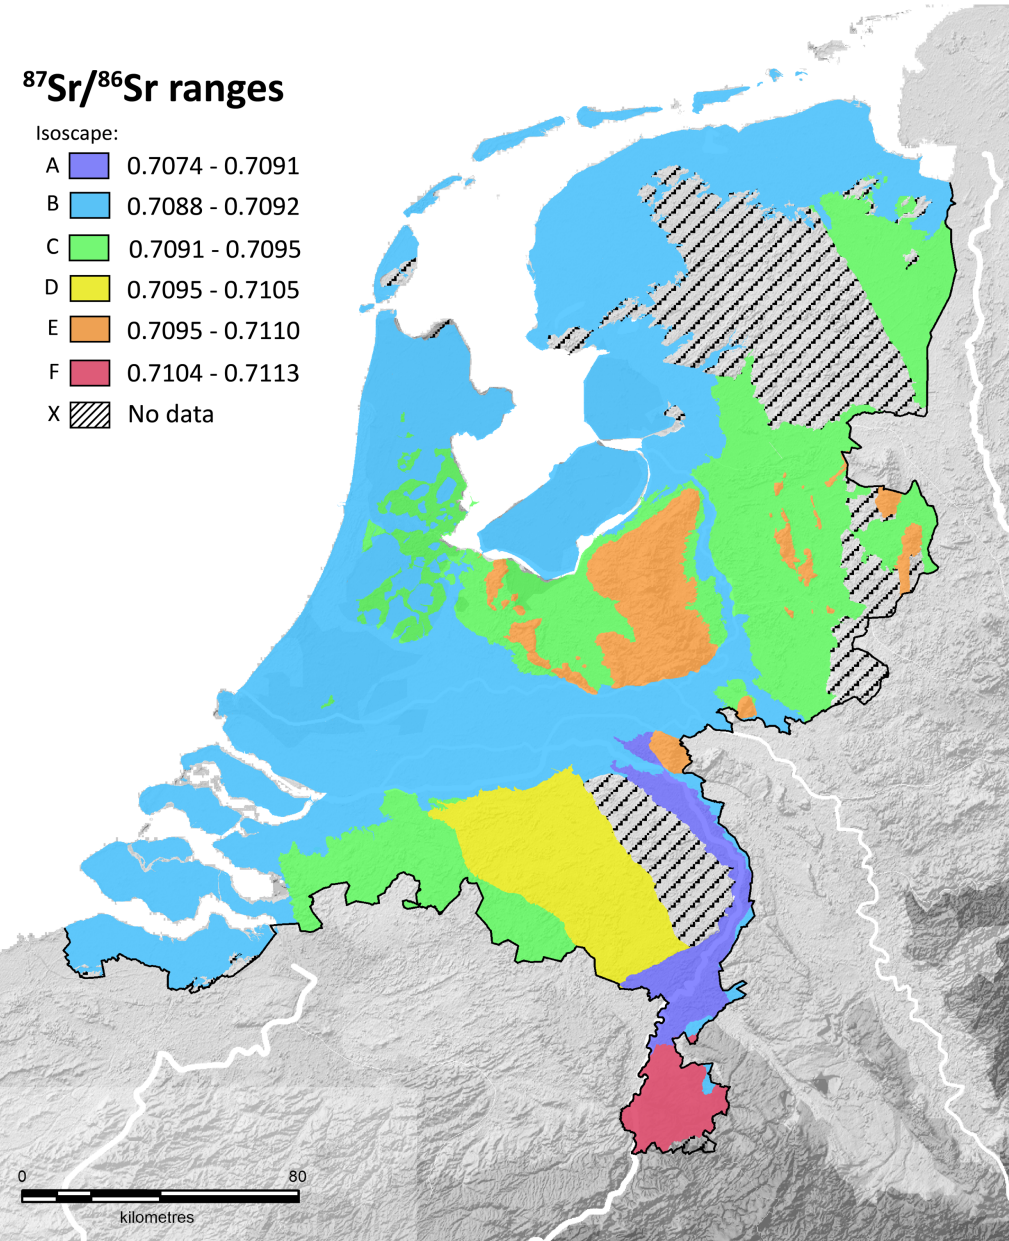 ⁸⁷Sr/⁸⁶Sr ranges
Isoscape:
A 0.7074 - 0.7091
B 0.7088 - 0.7092
C 0.7091 - 0.7095
D 0.7095 - 0.7105
E 0.7095 - 0.7110
F 0.7104 - 0.7113
X No data
0 80
kilometres